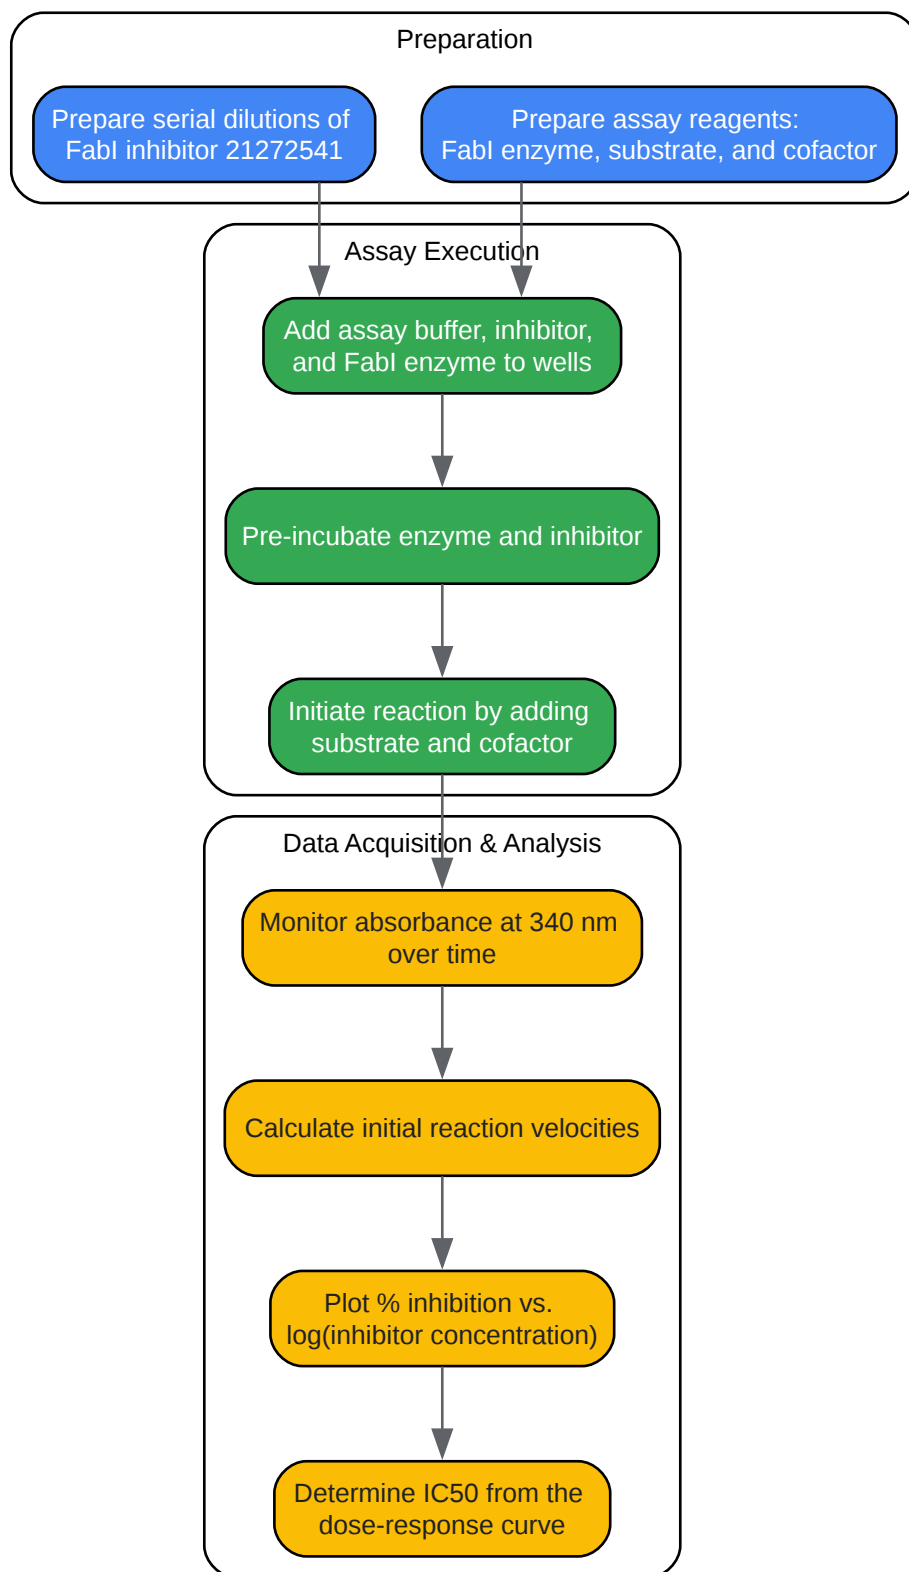 Preparation
Prepare serial dilutions of
FabI inhibitor 21272541
Prepare assay reagents:
FabI enzyme, substrate, and cofactor
Assay Execution
Add assay buffer, inhibitor,
and FabI enzyme to wells
Pre-incubate enzyme and inhibitor
Initiate reaction by adding
substrate and cofactor
Data Acquisition & Analysis
Monitor absorbance at 340 nm
over time
Calculate initial reaction velocities
Plot % inhibition vs.
log(inhibitor concentration)
Determine IC50 from the
dose-response curve